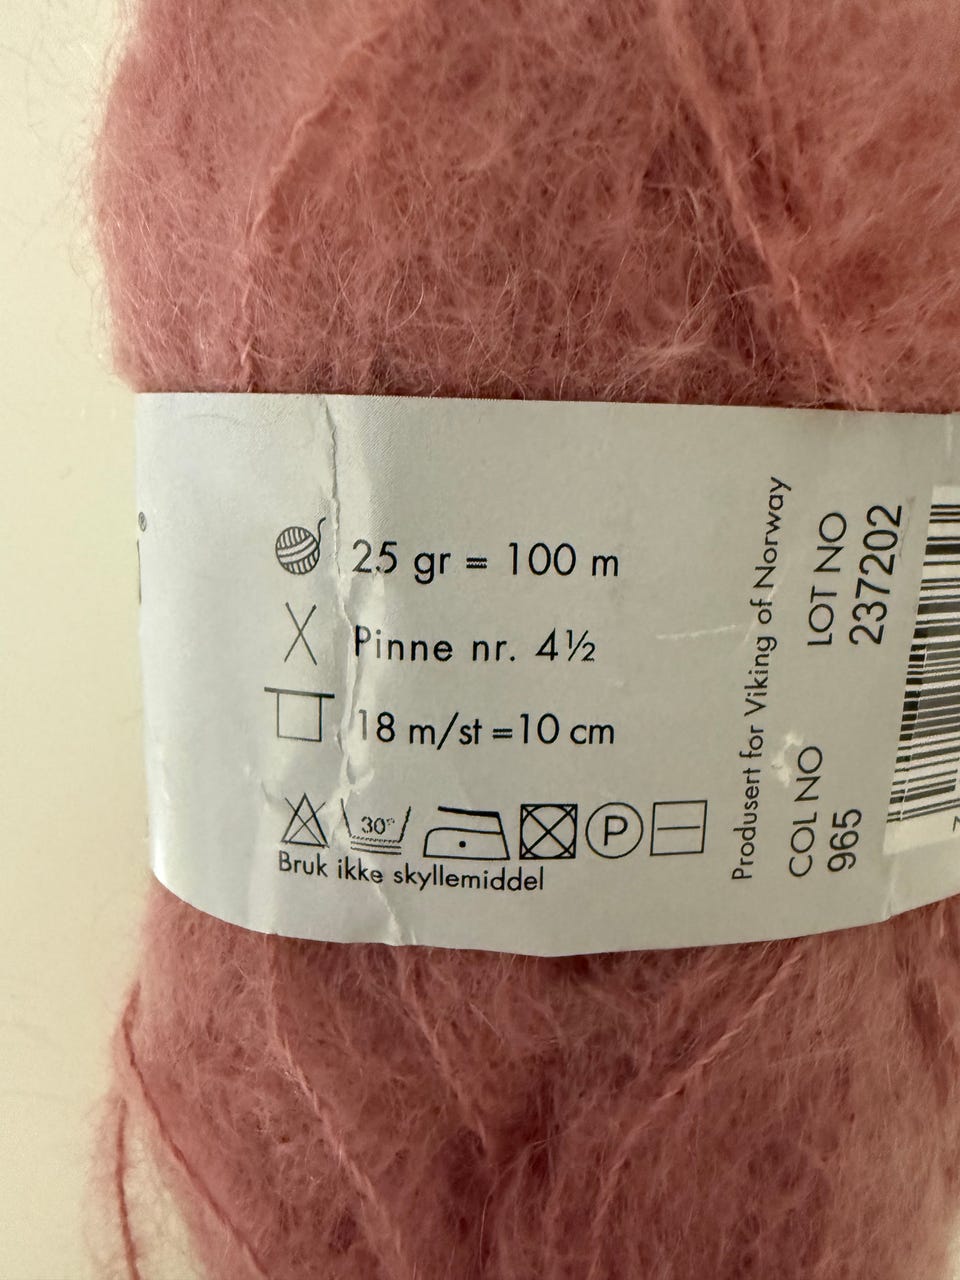 ®
25 gr = 100 m
Pinne nr. 4½
18 m/st =10 cm
30°
P
Bruk ikke skyllemiddel
Produsert for Viking of Norway
COL NO
965
LOT NO
237202
7